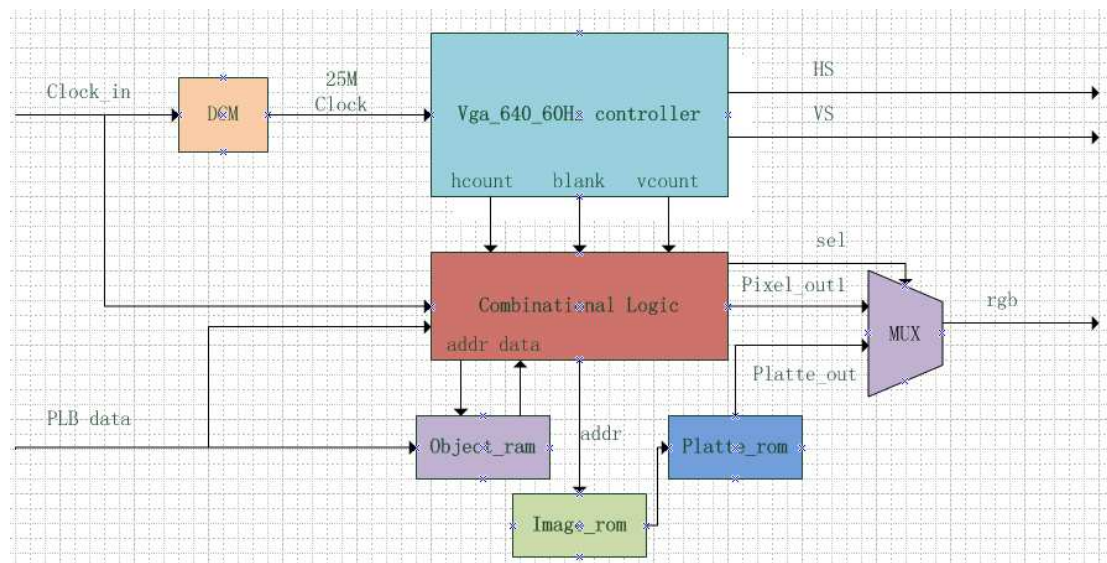 Clock_in
DCM
25M
Clock
Vga_640_60Hz controller
HS
VS
hcount blank vcount
sel
Combinational Logic
Pixel_out1
MUX
rgb
addr data
Platte_out
PLB data
Object_ram
addr
Platte_rom
Image_rom